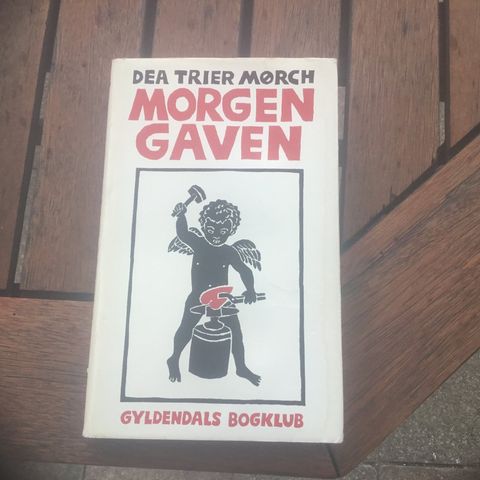 DEA TRIER MØRCH
MORGEN
GAVEN
GYLDENDALS BOGKLUB